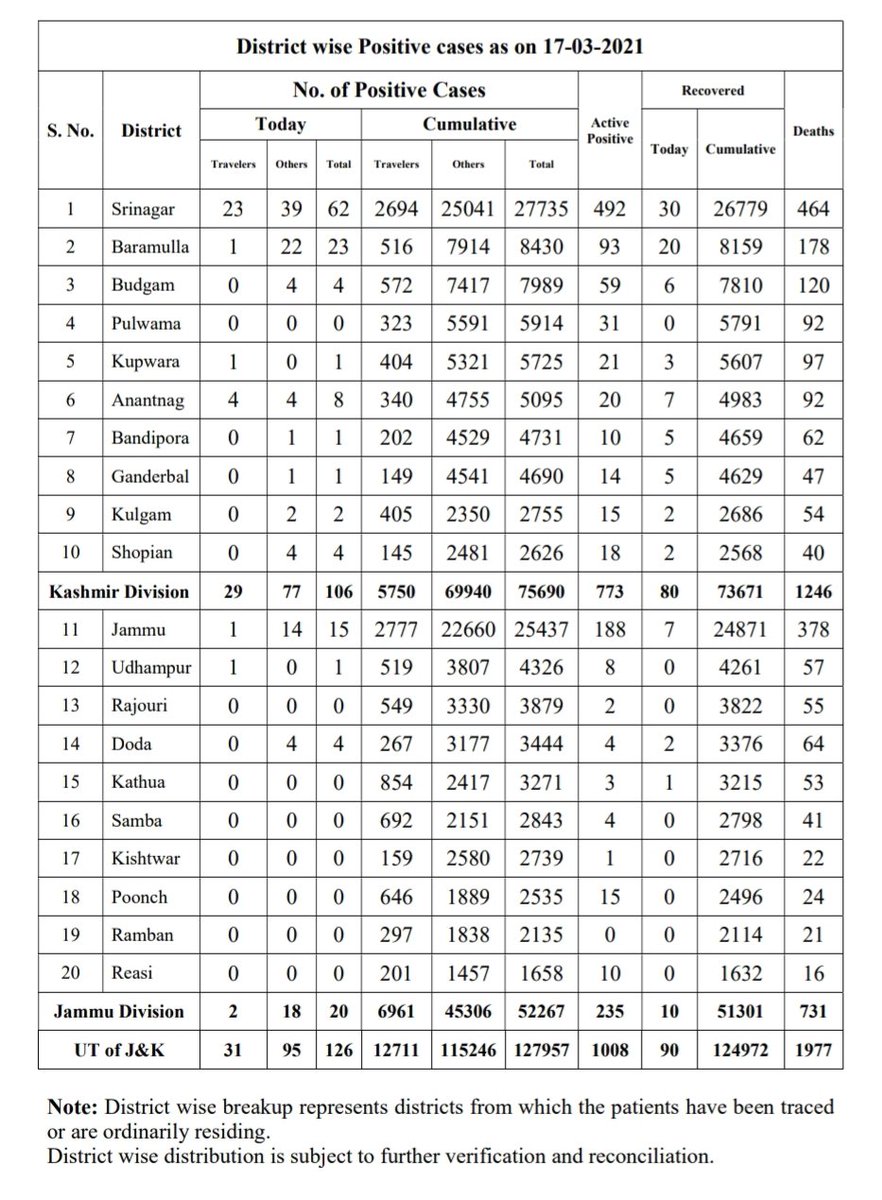 District wise Positive cases as on 17-03-2021
S. No. District No. of Positive Cases Active Positive Recovered Deaths
Today Cumulative Today Cumulative
Travelers Others Total Travelers Others Total
1 Srinagar 23 39 62 2694 25041 27735 492 30 26779 464
2 Baramulla 1 22 23 516 7914 8430 93 20 8159 178
3 Budgam 0 4 4 572 7417 7989 59 6 7810 120
4 Pulwama 0 0 0 323 5591 5914 31 0 5791 92
5 Kupwara 1 0 1 404 5321 5725 21 3 5607 97
6 Anantnag 4 4 8 340 4755 5095 20 7 4983 92
7 Bandipora 0 1 1 202 4529 4731 10 5 4659 62
8 Ganderbal 0 1 1 149 4541 4690 14 5 4629 47
9 Kulgam 0 2 2 405 2350 2755 15 2 2686 54
10 Shopian 0 4 4 145 2481 2626 18 2 2568 40
Kashmir Division 29 77 106 5750 69940 75690 773 80 73671 1246
11 Jammu 1 14 15 2777 22660 25437 188 7 24871 378
12 Udhampur 1 0 1 519 3807 4326 8 0 4261 57
13 Rajouri 0 0 0 549 3330 3879 2 0 3822 55
14 Doda 0 4 4 267 3177 3444 4 2 3376 64
15 Kathua 0 0 0 854 2417 3271 3 1 3215 53
16 Samba 0 0 0 692 2151 2843 4 0 2798 41
17 Kishtwar 0 0 0 159 2580 2739 1 0 2716 22
18 Poonch 0 0 0 646 1889 2535 15 0 2496 24
19 Ramban 0 0 0 297 1838 2135 0 0 2114 21
20 Reasi 0 0 0 201 1457 1658 10 0 1632 16
Jammu Division 2 18 20 6961 45306 52267 235 10 51301 731
UT of J&K 31 95 126 12711 115246 127957 1008 90 124972 1977
Note: District wise breakup represents districts from which the patients have been traced
or are ordinarily residing.
District wise distribution is subject to further verification and reconciliation.